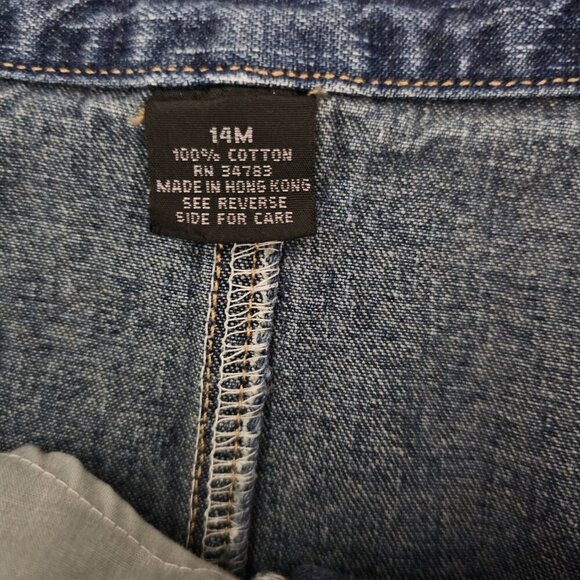 14M
100% COTTON
RN 34783
MADE IN HONG KONG
SEE REVERSE
SIDE FOR CARE